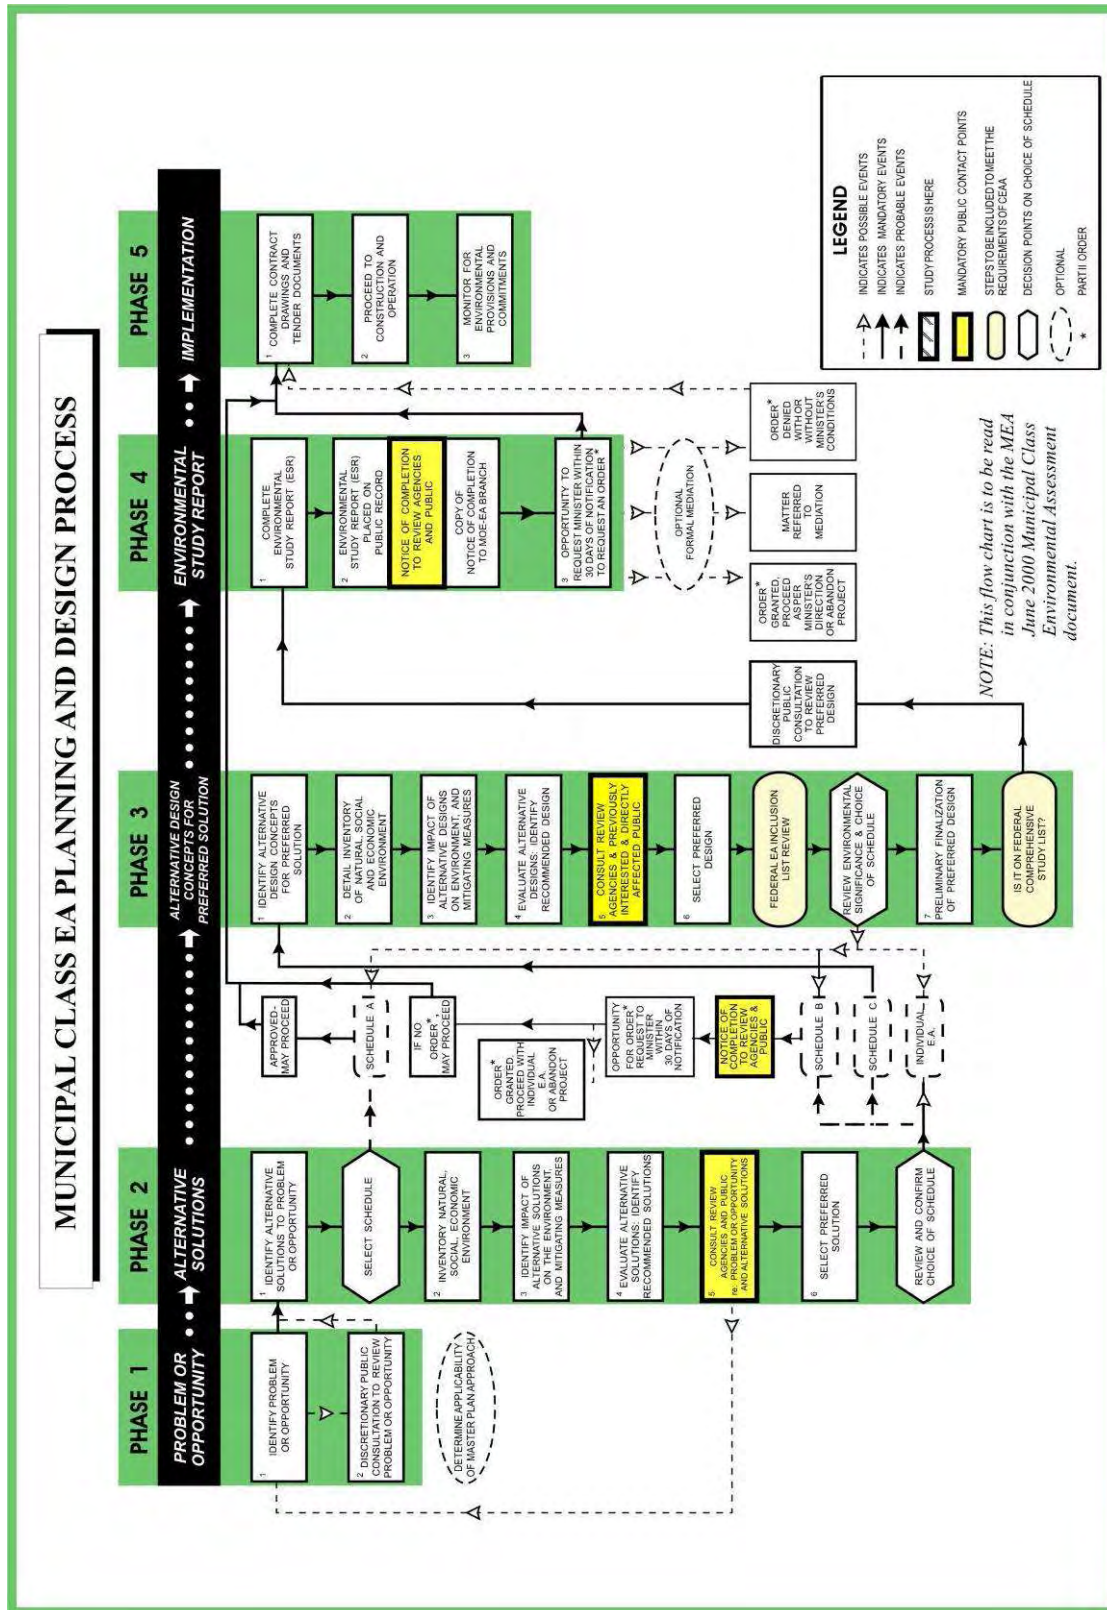 MUNICIPAL CLASS EA PLANNING AND DESIGN PROCESS
PHASE 1
PROBLEM OR
OPPORTUNITY
1 IDENTIFY PROBLEM
OR OPPORTUNITY
2 DISCRETIONARY PUBLIC
CONSULTATION TO REVIEW
PROBLEM OR OPPORTUNITY
DETERMINE APPLICABILITY
OF MASTER PLAN APPROACH
PHASE 2
ALTERNATIVE
SOLUTIONS
1 IDENTIFY ALTERNATIVE
SOLUTIONS TO PROBLEM
OR OPPORTUNITY
SELECT SCHEDULE
2 INVENTORY NATURAL,
SOCIAL, ECONOMIC
ENVIRONMENT
3 IDENTIFY IMPACT OF
ALTERNATIVE SOLUTIONS
ON THE ENVIRONMENT,
AND MITIGATING MEASURES
4 EVALUATE ALTERNATIVE
SOLUTIONS: IDENTIFY
RECOMMENDED SOLUTIONS
5 CONSULT REVIEW
AGENCIES AND PUBLIC
re: PROBLEM OR OPPORTUNITY
AND ALTERNATIVE SOLUTIONS
6 SELECT PREFERRED
SOLUTION
REVIEW AND CONFIRM
CHOICE OF SCHEDULE
APPROVED-
MAY PROCEED
SCHEDULE A
IF NO
ORDER*,
MAY PROCEED
ORDER*
GRANTED,
PROCEED WITH
INDIVIDUAL
E.A.
OR ABANDON
PROJECT
OPPORTUNITY
FOR ORDER*
REQUEST TO
MINISTER
WITHIN
30 DAYS OF
NOTIFICATION
NOTICE OF
COMPLETION
TO REVIEW
AGENCIES &
PUBLIC
SCHEDULE B
SCHEDULE C
INDIVIDUAL
E.A.
PHASE 3
ALTERNATIVE DESIGN
CONCEPTS FOR
PREFERRED SOLUTION
1 IDENTIFY ALTERNATIVE
DESIGN CONCEPTS
FOR PREFERRED
SOLUTION
2 DETAIL INVENTORY
OF NATURAL, SOCIAL
AND ECONOMIC
ENVIRONMENT
3 IDENTIFY IMPACT OF
ALTERNATIVE DESIGNS
ON ENVIRONMENT, AND
MITIGATING MEASURES
4 EVALUATE ALTERNATIVE
DESIGNS: IDENTIFY
RECOMMENDED DESIGN
5 CONSULT REVIEW
AGENCIES & PREVIOUSLY
INTERESTED & DIRECTLY
AFFECTED PUBLIC
6 SELECT PREFERRED
DESIGN
FEDERAL EA INCLUSION
LIST REVIEW
REVIEW ENVIRONMENTAL
SIGNIFICANCE & CHOICE
OF SCHEDULE
7 PRELIMINARY FINALIZATION
OF PREFERRED DESIGN
IS IT ON FEDERAL
COMPREHENSIVE
STUDY LIST?
DISCRETIONARY
PUBLIC
CONSULTATION
TO REVIEW
PREFERRED
DESIGN
PHASE 4
ENVIRONMENTAL
STUDY REPORT
1 COMPLETE
ENVIRONMENTAL
STUDY REPORT (ESR)
2 ENVIRONMENTAL
STUDY REPORT (ESR)
PLACED ON
PUBLIC RECORD
NOTICE OF COMPLETION
TO REVIEW AGENCIES
AND PUBLIC
COPY OF
NOTICE OF COMPLETION
TO MOE-EA BRANCH
3 OPPORTUNITY TO
REQUEST MINISTER WITHIN
30 DAYS OF NOTIFICATION
TO REQUEST AN ORDER*
OPTIONAL
FORMAL MEDIATION
ORDER*
GRANTED,
PROCEED
AS PER
MINISTER'S
DIRECTION
OR ABANDON
PROJECT
MATTER
REFERRED
TO
MEDIATION
ORDER*
DENIED
WITH OR
WITHOUT
MINISTER'S
CONDITIONS
PHASE 5
IMPLEMENTATION
1 COMPLETE CONTRACT
DRAWINGS AND
TENDER DOCUMENTS
2 PROCEED TO
CONSTRUCTION AND
OPERATION
3 MONITOR FOR
ENVIRONMENTAL
PROVISIONS AND
COMMITMENTS
NOTE: This flow chart is to be read
in conjunction with the MEA
June 2000 Municipal Class
Environmental Assessment
document.
LEGEND
INDICATES POSSIBLE EVENTS
INDICATES MANDATORY EVENTS
INDICATES PROBABLE EVENTS
STUDY PROCESS IS HERE
MANDATORY PUBLIC CONTACT POINTS
STEPS TO BE INCLUDED TO MEET THE
REQUIREMENTS OF CEAA
DECISION POINTS ON CHOICE OF SCHEDULE
OPTIONAL
* PART II ORDER